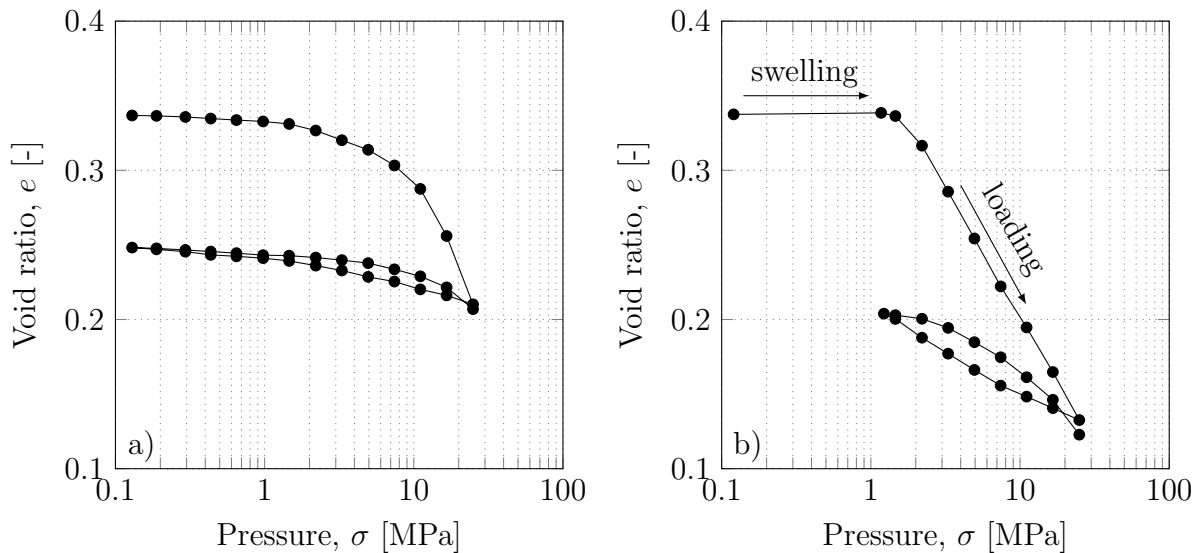 0.4
0.3
0.2
0.1
0.1
1
10
100
Void ratio, e [-]
Pressure, σ [MPa]
a)
0.4
0.3
0.2
0.1
0.1
1
10
100
Void ratio, e [-]
Pressure, σ [MPa]
swelling
loading
b)